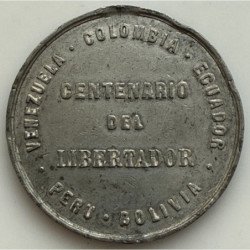 VENEZUELA · COLOMBIA · ECUADOR · PERU · BOLIVIA ·
CENTENARIO
DEL
LIBERTADOR